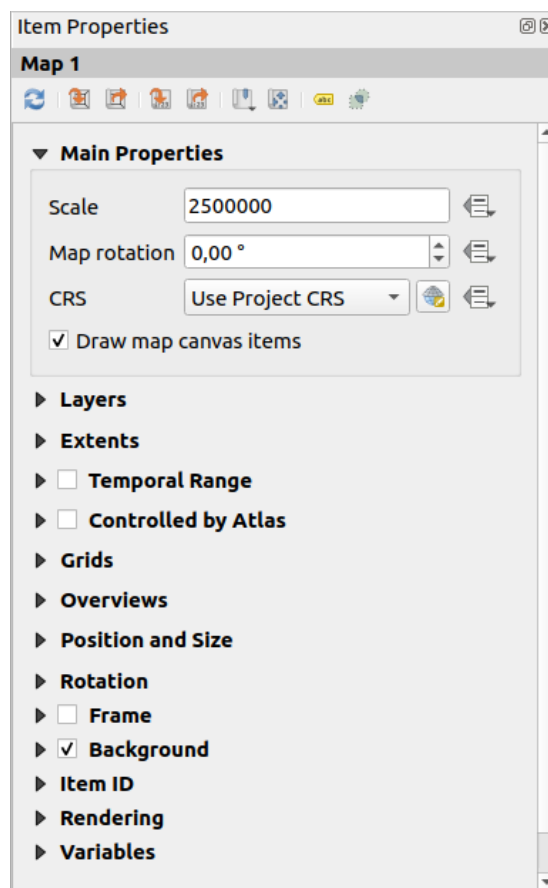 Item Properties
Map 1
Main Properties
Scale 2500000
Map rotation 0,00 °
CRS Use Project CRS
Draw map canvas items
Layers
Extents
Temporal Range
Controlled by Atlas
Grids
Overviews
Position and Size
Rotation
Frame
Background
Item ID
Rendering
Variables